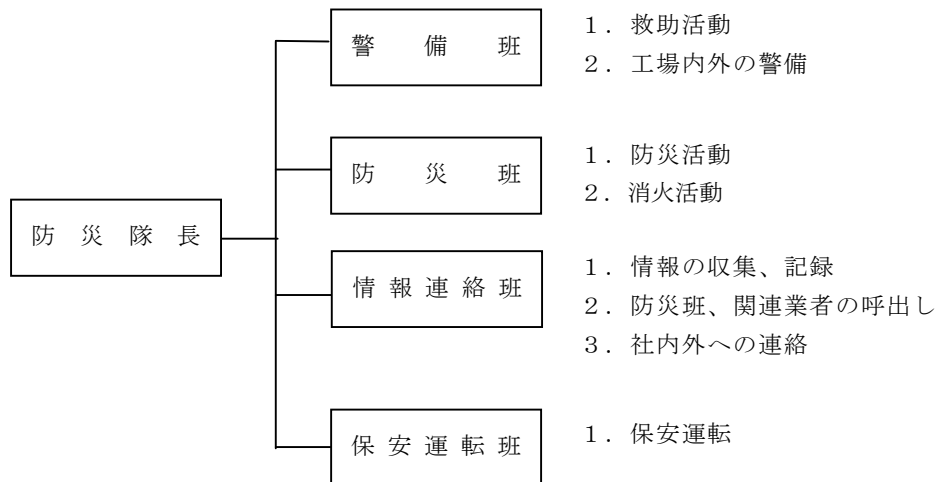 警備班
１．救助活動
２．工場内外の警備
防災班
１．防災活動
２．消火活動
防災隊長
情報連絡班
１．情報の収集、記録
２．防災班、関連業者の呼出し
３．社内外への連絡
保安運転班
１．保安運転